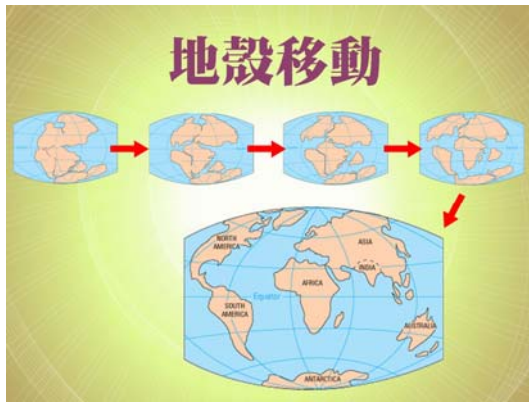 地殼移動
NORTH
AMERICA
ASIA
INDIA
AFRICA
Equator
SOUTH
AMERICA
AUSTRALIA
ANTARCTICA